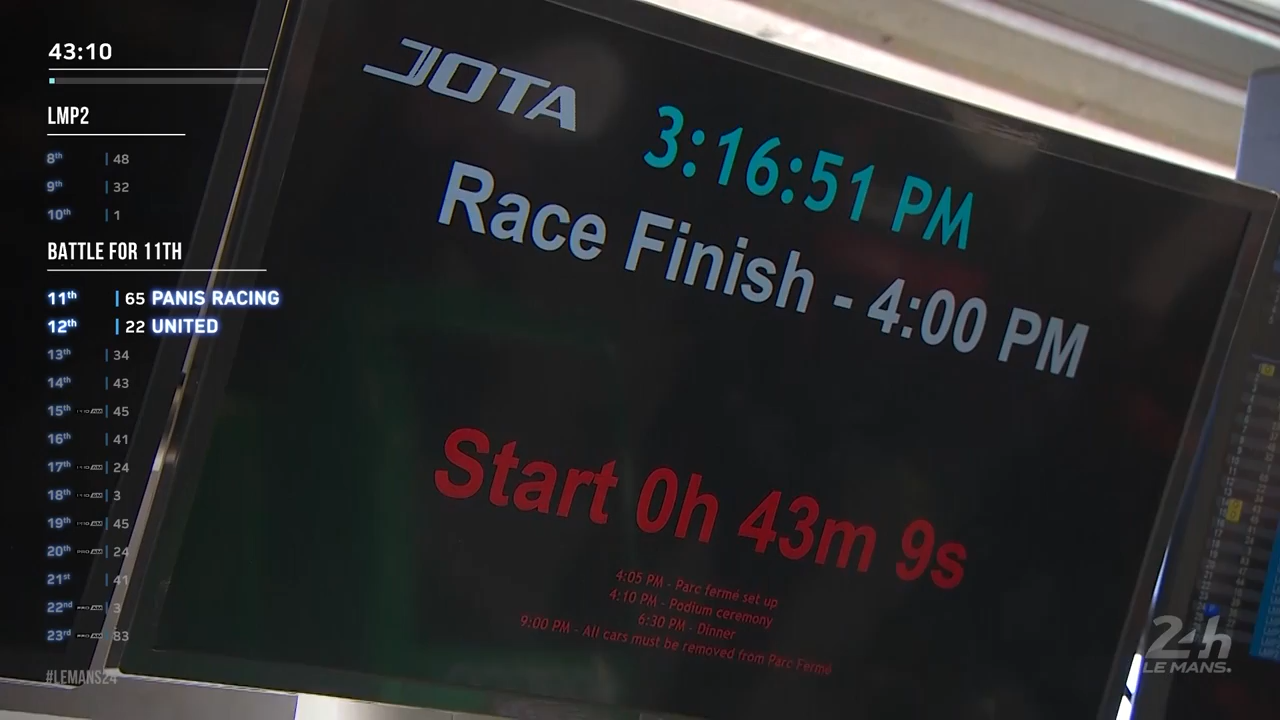 43:10
LMP2
8th | 48
9th | 32
10th | 1
BATTLE FOR 11TH
11th | 65 PANIS RACING
12th | 22 UNITED
13th | 34
14th | 43
15th | 45
16th | 41
17th | 24
18th | 3
19th | 45
20th | 24
21st | 41
22nd | 3
23rd | 83
#LEMANS24
JOTA
3:16:51 PM
Race Finish - 4:00 PM
Start 0h 43m 9s
4:05 PM - Parc fermé set up
4:10 PM - Podium ceremony
6:30 PM - Dinner
9:00 PM - All cars must be removed from Parc Fermé
24h
LE MANS.